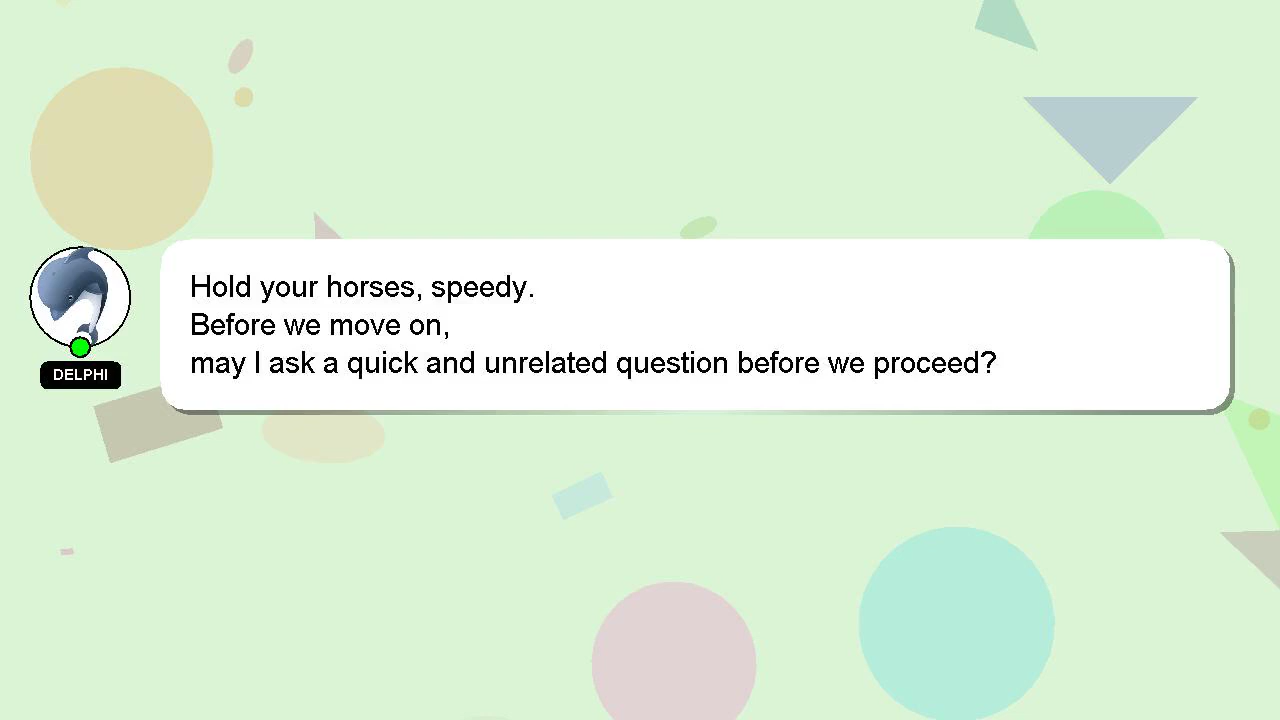 Hold your horses, speedy.
Before we move on,
may I ask a quick and unrelated question before we proceed?
DELPHI